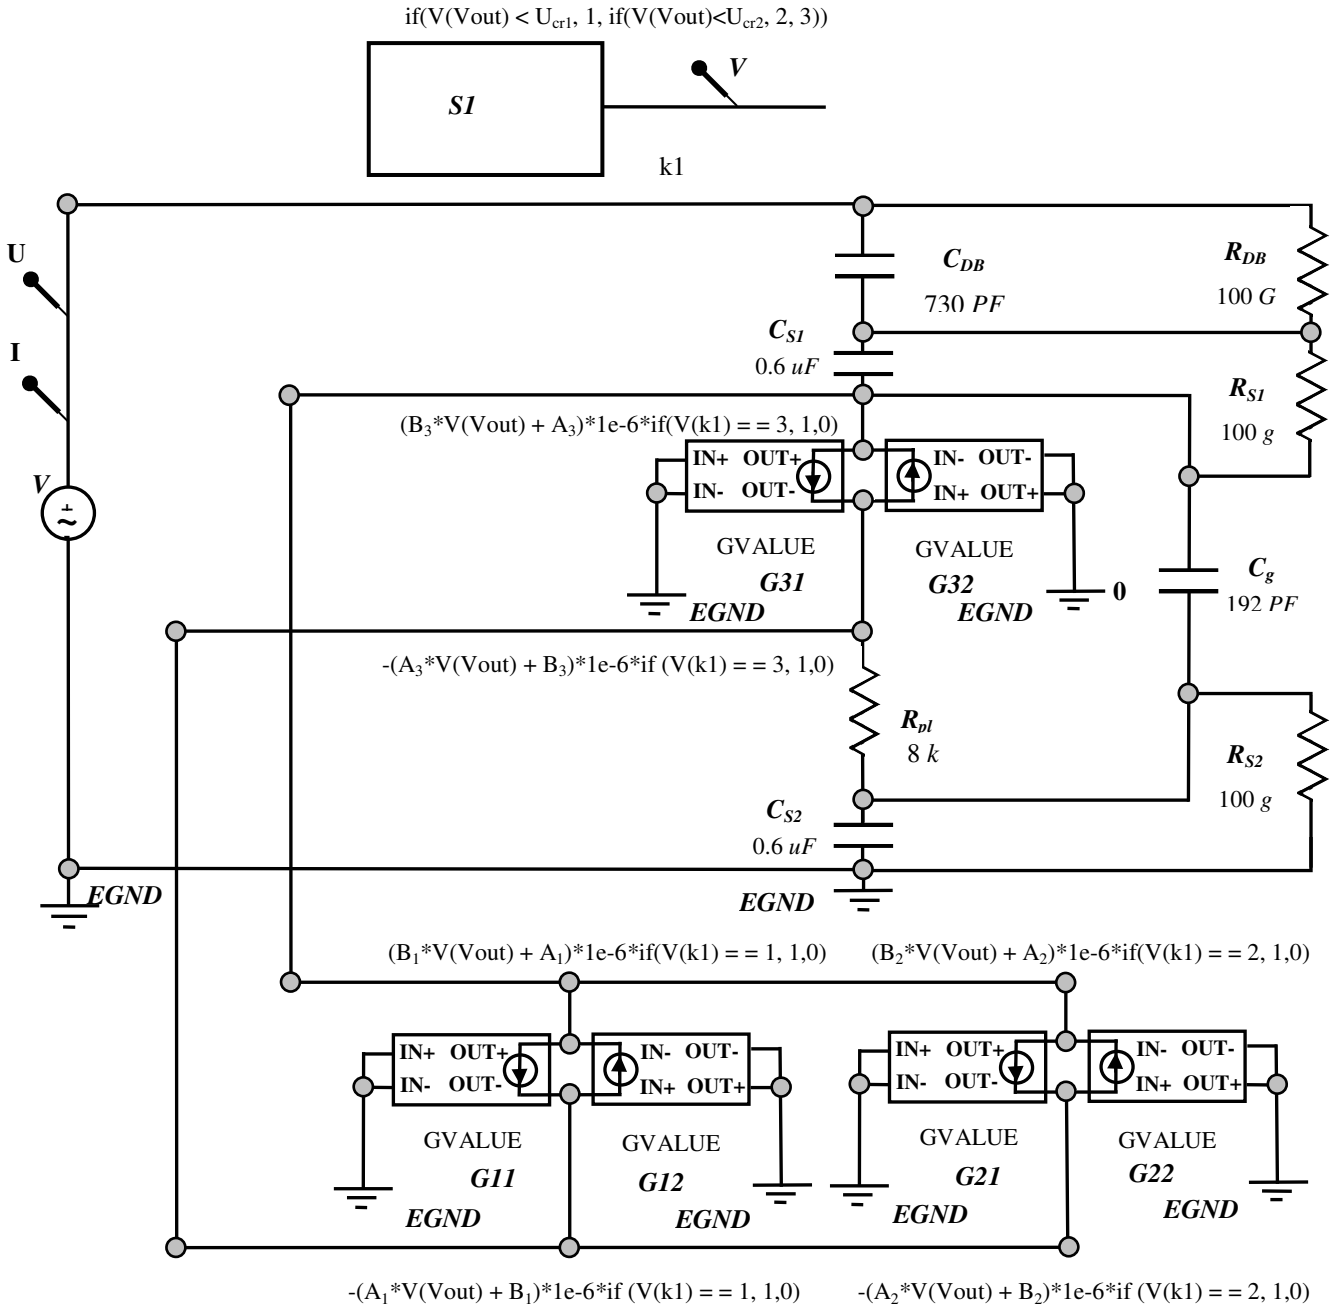 if(V(Vout) < Ucr1, 1, if(V(Vout)<Ucr2, 2, 3))
S1
V
k1
U
I
V
±
~
CDB
730 PF
RDB
100 G
CS1
0.6 uF
RS1
100 g
(B3*V(Vout) + A3)*1e-6*if(V(k1) = = 3, 1,0)
IN+ OUT+
IN- OUT-
IN- OUT-
IN+ OUT+
GVALUE
G31
GVALUE
G32
EGND
EGND
0
Cg
192 PF
-(A3*V(Vout) + B3)*1e-6*if (V(k1) = = 3, 1,0)
Rpl
8 k
RS2
100 g
CS2
0.6 uF
EGND
EGND
(B1*V(Vout) + A1)*1e-6*if(V(k1) = = 1, 1,0)
(B2*V(Vout) + A2)*1e-6*if(V(k1) = = 2, 1,0)
IN+ OUT+
IN- OUT-
IN- OUT-
IN+ OUT+
IN+ OUT+
IN- OUT-
IN- OUT-
IN+ OUT+
GVALUE
G11
GVALUE
G12
GVALUE
G21
GVALUE
G22
EGND
EGND
EGND
EGND
-(A1*V(Vout) + B1)*1e-6*if (V(k1) = = 1, 1,0)
-(A2*V(Vout) + B2)*1e-6*if (V(k1) = = 2, 1,0)